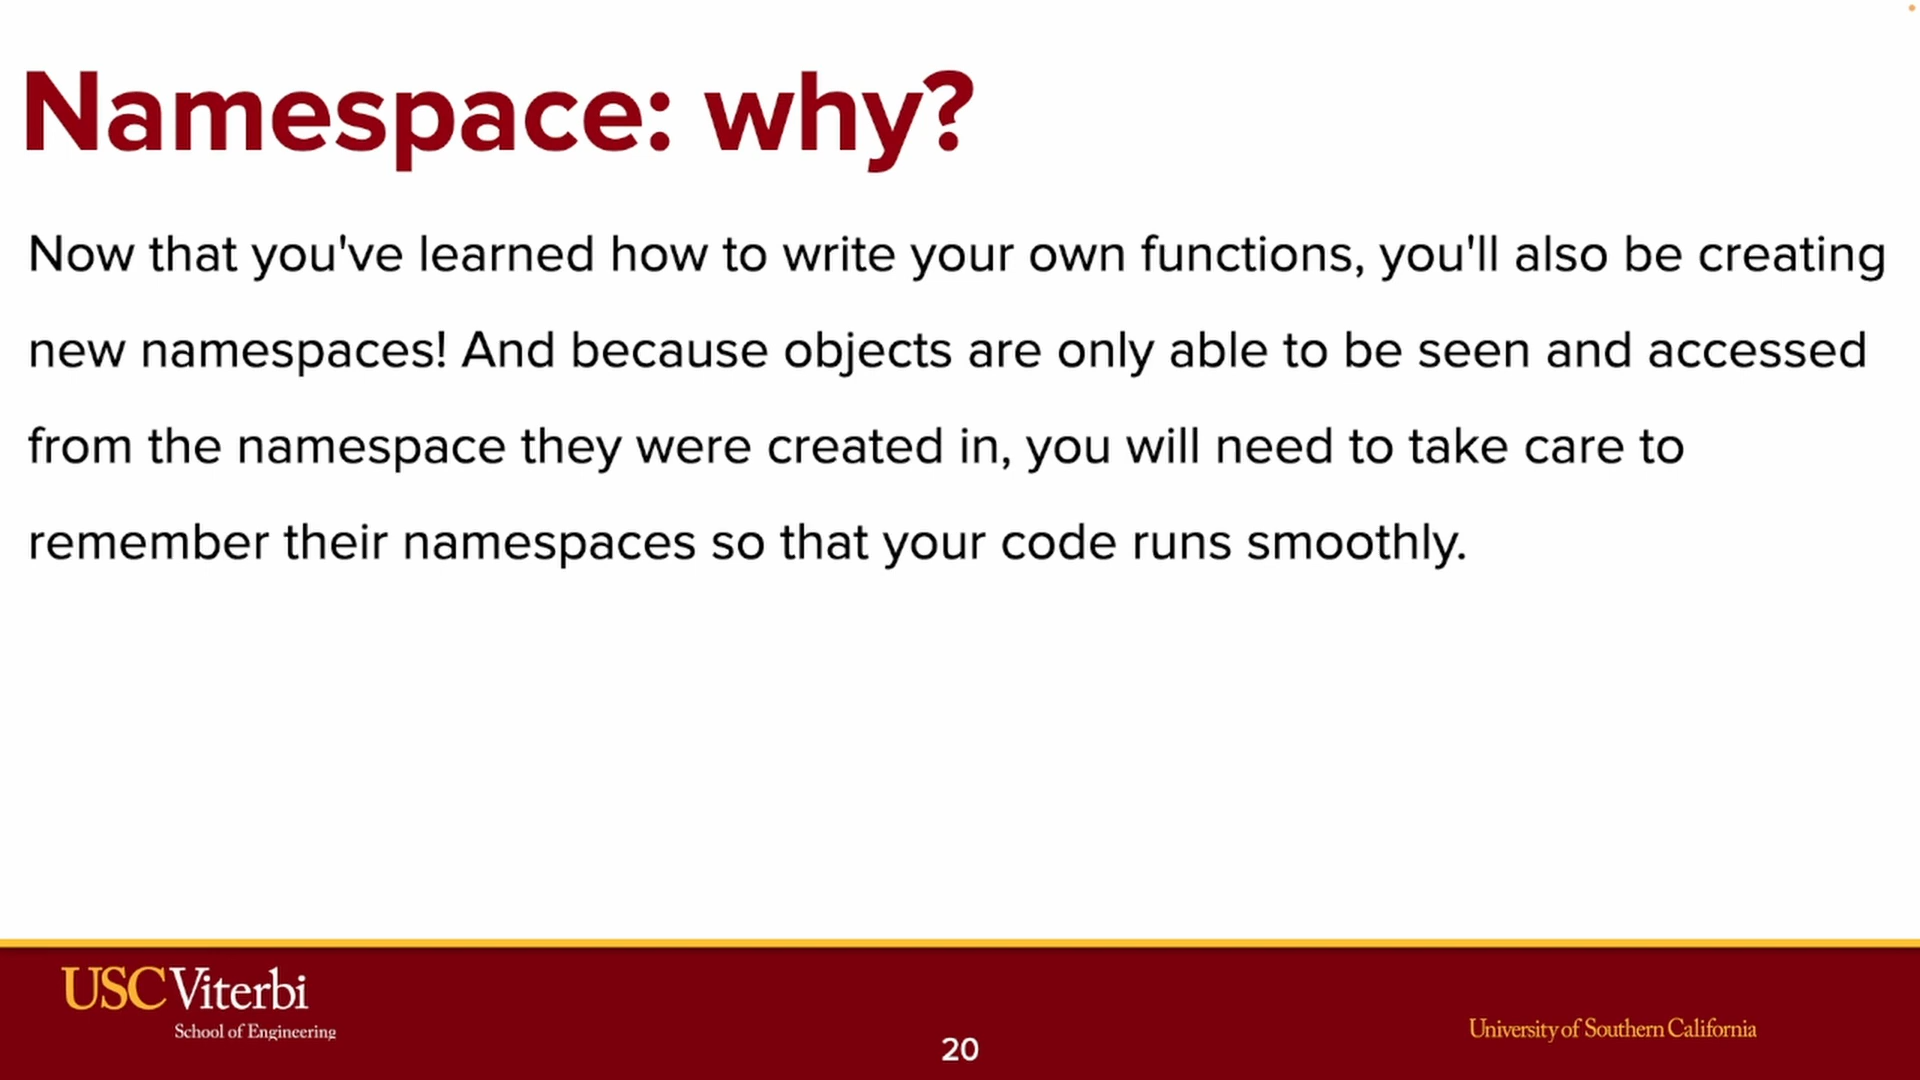 Namespace: why?
Now that you've learned how to write your own functions, you'll also be creating
new namespaces! And because objects are only able to be seen and accessed
from the namespace they were created in, you will need to take care to
remember their namespaces so that your code runs smoothly.
USC Viterbi
School of Engineering
20
University of Southern California